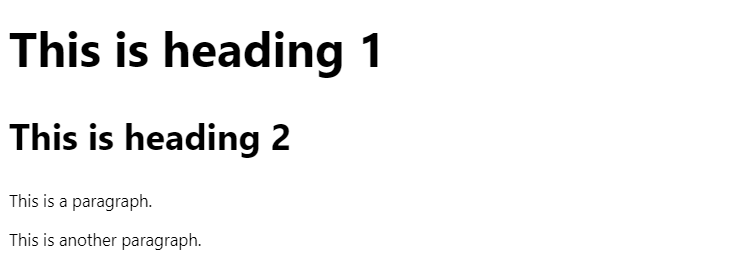 This is heading 1
This is heading 2
This is a paragraph.
This is another paragraph.